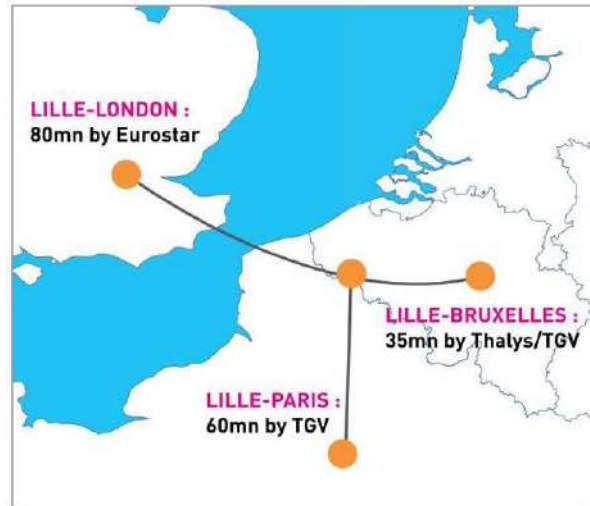 LILLE-LONDON :
80mn by Eurostar
LILLE-BRUXELLES :
35mn by Thalys/TGV
LILLE-PARIS :
60mn by TGV